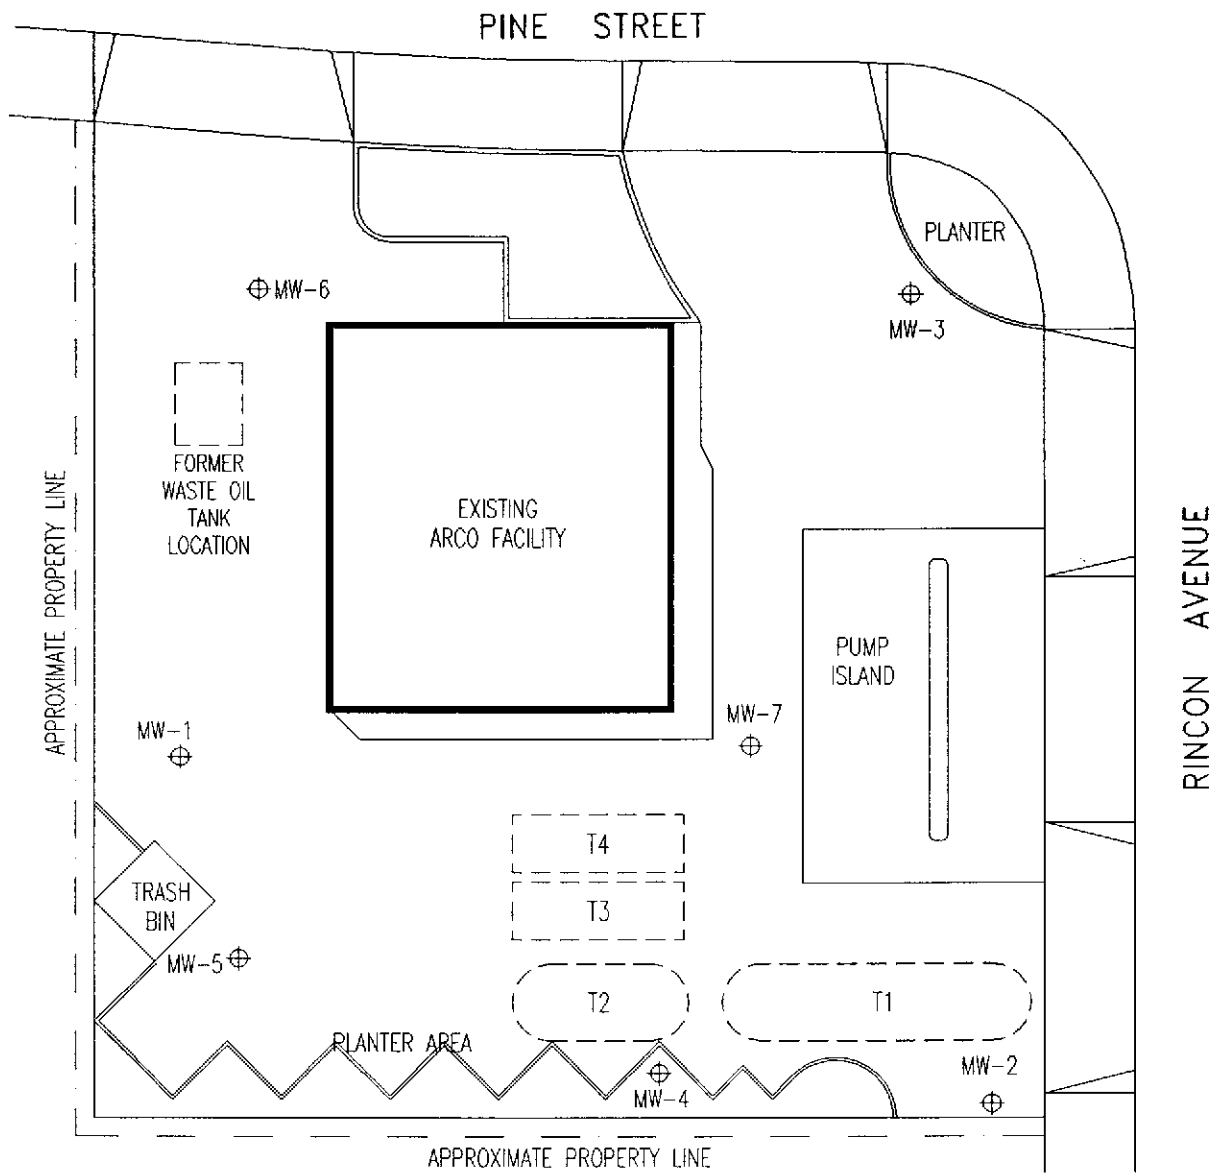 PINE STREET
PLANTER
MW-6
MW-3
FORMER
WASTE OIL
TANK
LOCATION
EXISTING
ARCO FACILITY
APPROXIMATE PROPERTY LINE
RINCON AVENUE
PUMP
ISLAND
MW-7
MW-1
T4
TRASH
BIN
T3
MW-5
T2
T1
PLANTER AREA
MW-2
MW-4
APPROXIMATE PROPERTY LINE